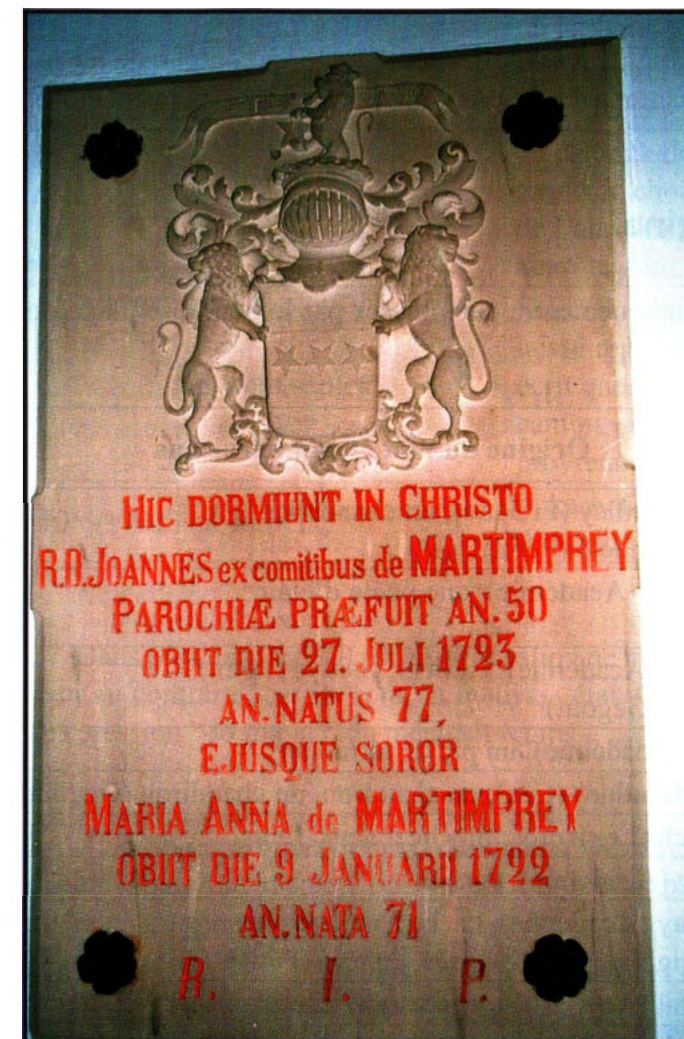 HIC DORMIUNT IN CHRISTO
R.D. JOANNES ex comitibus de MARTIMPREY
PAROCHIÆ PRÆFUIT AN. 50
OBIIT DIE 27. JULI 1723
AN. NATUS 77,
EJUSQUE SOROR
MARIA ANNA de MARTIMPREY
OBIIT DIE 9 JANUARII 1722
AN. NATA 71
R. I. P.